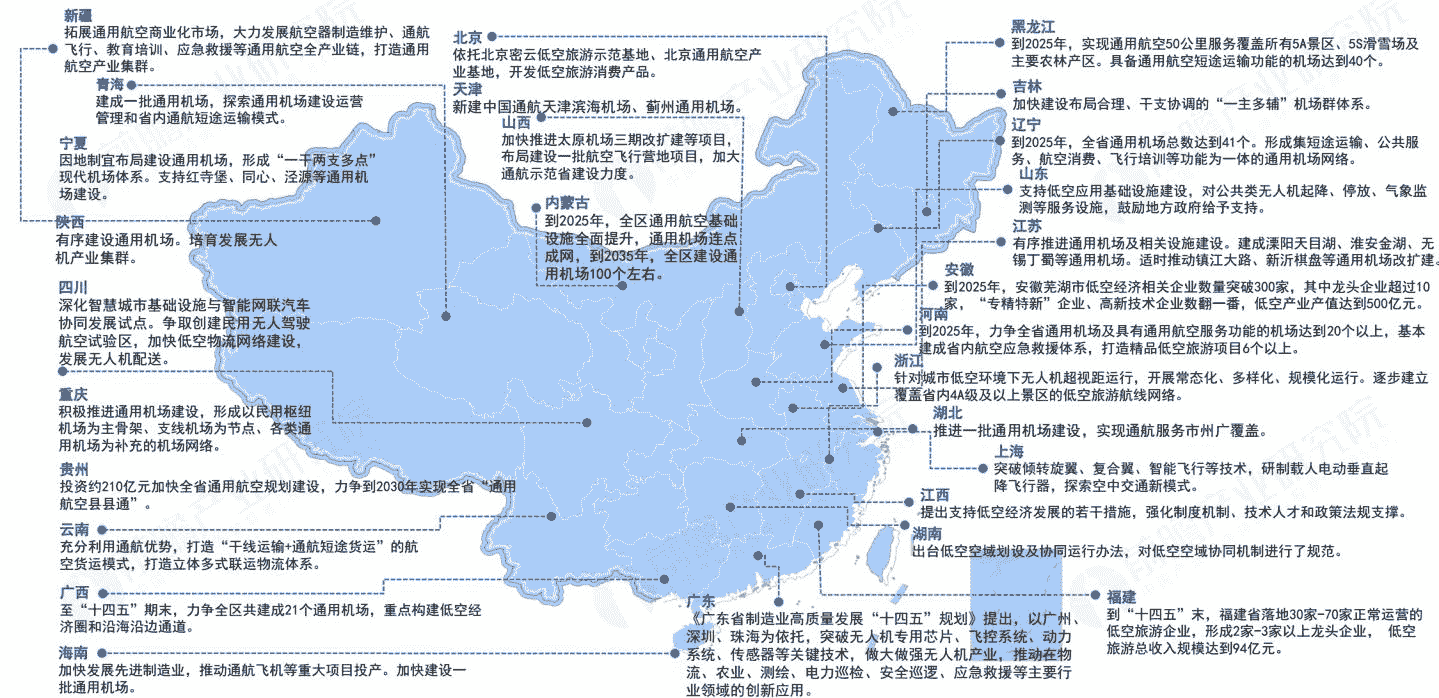 新疆
拓展通用航空商业化市场，大力发展航空器制造维护、通航
飞行、教育培训、应急救援等通用航空全产业链，打造通用
航空产业集群。
青海
建成一批通用机场，探索通用机场建设运营
管理和省内通航短途运输模式。
宁夏
因地制宜布局建设通用机场，形成“一干两支多点”
现代机场体系。支持红寺堡、同心、泾源等通用机
场建设。
陕西
有序建设通用机场。培育发展无人
机产业集群。
四川
深化智慧城市基础设施与智能网联汽车
协同发展试点。争取创建民用无人驾驶
航空试验区，加快低空物流网络建设，
发展无人机配送。
重庆
积极推进通用机场建设，形成以民用枢纽
机场为主骨架、支线机场为节点、各类通
用机场为补充的机场网络。
贵州
投资约210亿元加快全省通用航空规划建设，力争到2030年实现全省“通用
航空县县通”。
云南
充分利用通航优势，打造“干线运输+通航短途货运”的航
空货运模式，打造立体多式联运物流体系。
广西
至“十四五”期末，力争全区共建成21个通用机场，重点构建低空经
济圈和沿海沿边通道。
海南
加快发展先进制造业，推动通航飞机等重大项目投产。加快建设一
批通用机场。
北京
依托北京密云低空旅游示范基地、北京通用航空产
业基地，开发低空旅游消费产品。
天津
新建中国通航天津滨海机场、蓟州通用机场。
山西
加快推进太原机场三期改扩建等项目，
布局建设一批航空飞行营地项目，加大
通航示范省建设力度。
内蒙古
到2025年，全区通用航空基础
设施全面提升，通用机场连点
成网，到2035年，全区建设通
用机场100个左右。
黑龙江
到2025年，实现通用航空50公里服务覆盖所有5A景区、5S滑雪场及
主要农林产区。具备通用航空短途运输功能的机场达到40个。
吉林
加快建设布局合理、干支协调的“一主多辅”机场群体系。
辽宁
到2025年，全省通用机场总数达到41个。形成集短途运输、公共服
务、航空消费、飞行培训等功能为一体的通用机场网络。
山东
支持低空应用基础设施建设，对公共类无人机起降、停放、气象监
测等服务设施，鼓励地方政府给予支持。
江苏
有序推进通用机场及相关设施建设。建成溧阳天目湖、淮安金湖、无
锡丁蜀等通用机场。适时推动镇江大路、新沂棋盘等通用机场改扩建。
安徽
到2025年，安徽芜湖市低空经济相关企业数量突破300家，其中龙头企业超过10
家，“专精特新”企业、高新技术企业数翻一番，低空产业产值达到500亿元。
河南
到2025年，力争全省通用机场及具有通用航空服务功能的机场达到20个以上，基本
建成省内航空应急救援体系，打造精品低空旅游项目6个以上。
浙江
针对城市低空环境下无人机超视距运行，开展常态化、多样化、规模化运行。逐步建立
覆盖省内4A级及以上景区的低空旅游航线网络。
湖北
推进一批通用机场建设，实现通航服务市州广覆盖。
上海
突破倾转旋翼、复合翼、智能飞行等技术，研制载人电动垂直起
降飞行器，探索空中交通新模式。
江西
提出支持低空经济发展的若干措施，强化制度机制、技术人才和政策法规支撑。
湖南
出台低空空域划设及协同运行办法，对低空空域协同机制进行了规范。
福建
到“十四五”末，福建省落地30家-70家正常运营的
低空旅游企业，形成2家-3家以上龙头企业， 低空
旅游总收入规模达到94亿元。
广东
《广东省制造业高质量发展“十四五”规划》提出，以广州、
深圳、珠海为依托，突破无人机专用芯片、飞控系统、动力
系统、传感器等关键技术，做大做强无人机产业，推动在物
流、农业、测绘、电力巡检、安全巡逻、应急救援等主要行
业领域的创新应用。
前瞻产业研究院